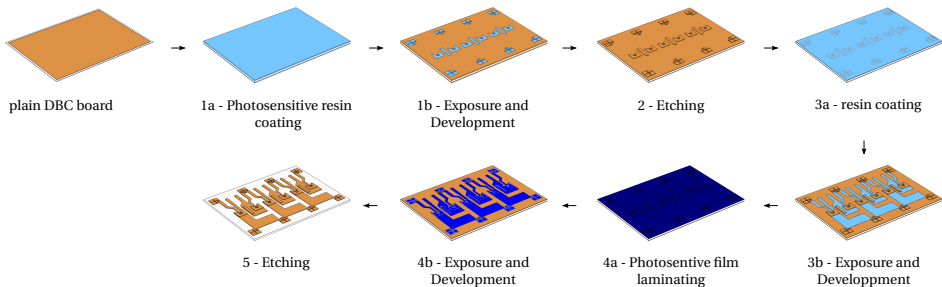 plain DBC board
1a - Photosensitive resin
coating
1b - Exposure and
Development
2 - Etching
3a - resin coating
5 - Etching
4b - Exposure and
Development
4a - Photosentive film
laminating
3b - Exposure and
Developpment